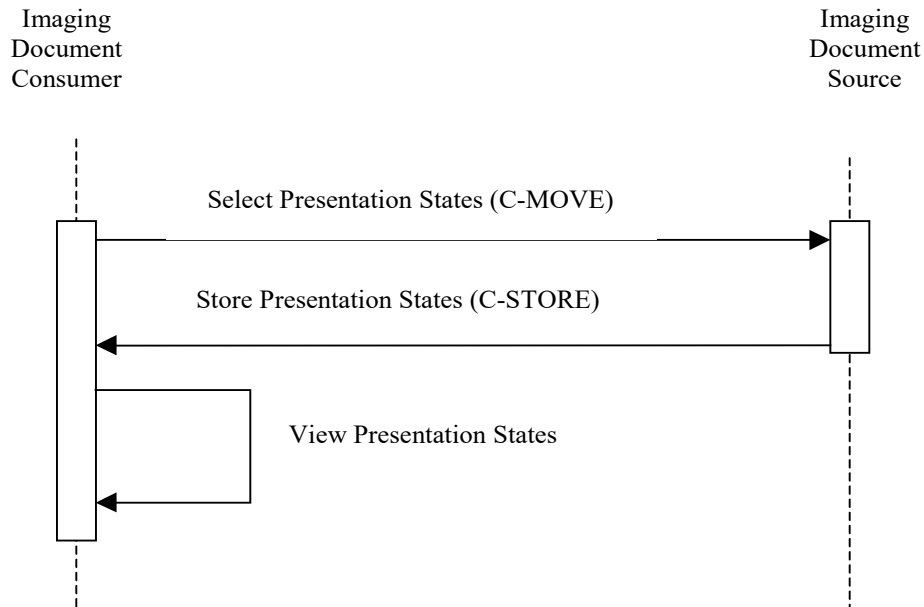 Imaging
Document
Consumer
Imaging
Document
Source
Select Presentation States (C-MOVE)
Store Presentation States (C-STORE)
View Presentation States